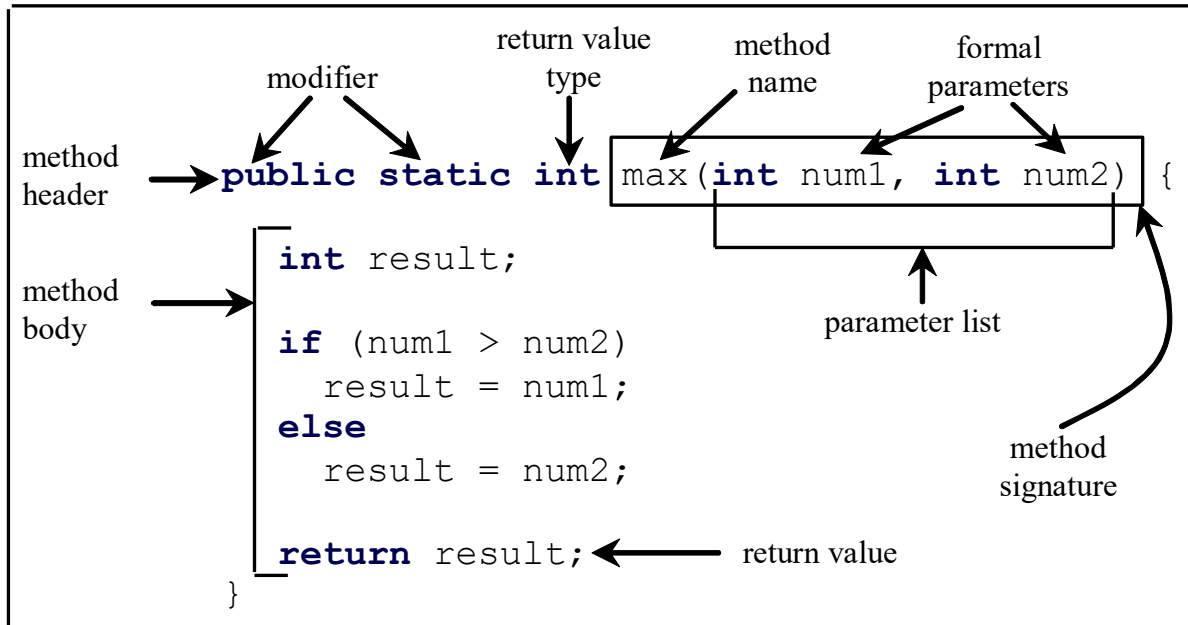 return value
type
method
name
formal
parameters
modifier
method
header
public static int max(int num1, int num2) {
int result;
method
body
parameter list
if (num1 > num2)
result = num1;
else
result = num2;
method
signature
return result;
return value
}